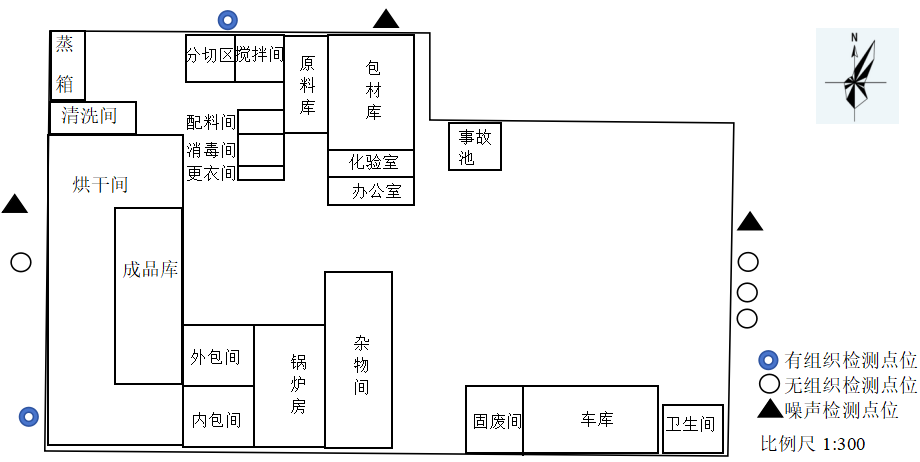 蒸
箱
分切区
搅拌间
原
料
库
包
材
库
N
清洗间
配料间
消毒间
更衣间
化验室
办公室
事故
池
烘干间
成品库
外包间
内包间
锅
炉
房
杂
物
间
固废间
车库
卫生间
有组织检测点位
无组织检测点位
噪声检测点位
比例尺 1:300